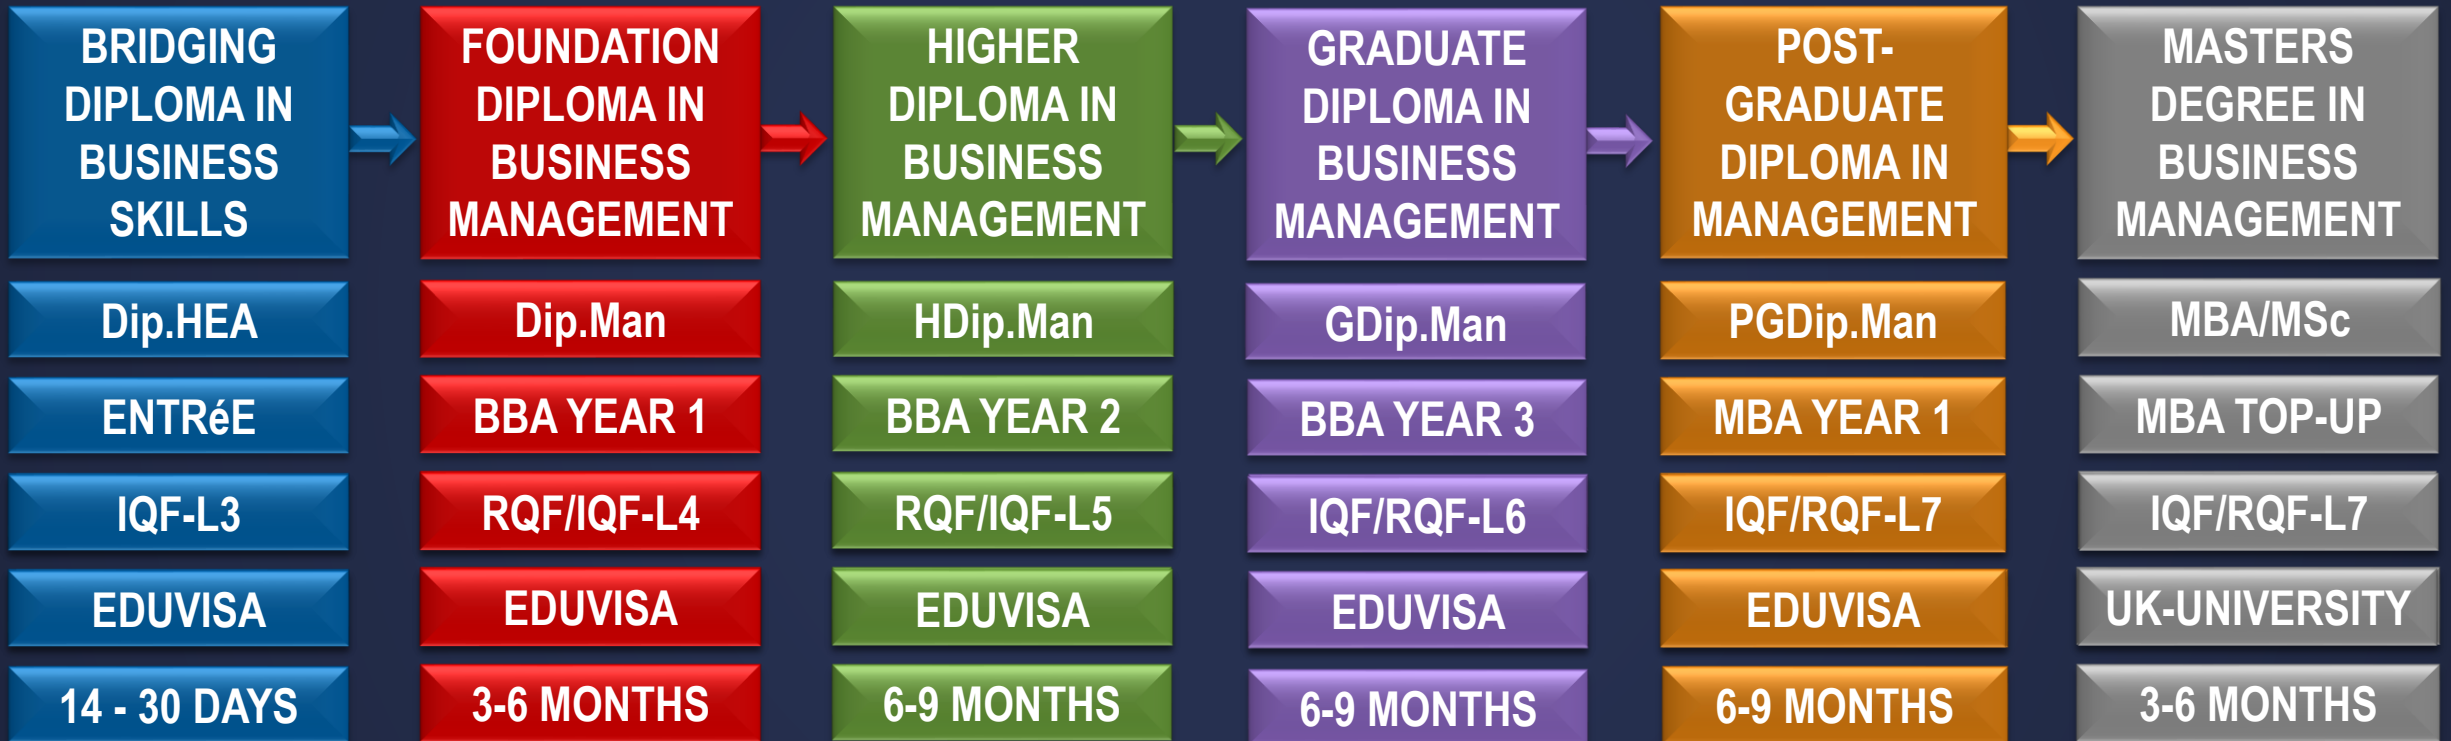 BRIDGING
DIPLOMA IN
BUSINESS
SKILLS
FOUNDATION
DIPLOMA IN
BUSINESS
MANAGEMENT
HIGHER
DIPLOMA IN
BUSINESS
MANAGEMENT
GRADUATE
DIPLOMA IN
BUSINESS
MANAGEMENT
POST-
GRADUATE
DIPLOMA IN
MANAGEMENT
MASTERS
DEGREE IN
BUSINESS
MANAGEMENT
Dip.HEA
Dip.Man
HDip.Man
GDip.Man
PGDip.Man
MBA/MSc
ENTRéE
BBA YEAR 1
BBA YEAR 2
BBA YEAR 3
MBA YEAR 1
MBA TOP-UP
IQF-L3
RQF/IQF-L4
RQF/IQF-L5
IQF/RQF-L6
IQF/RQF-L7
IQF/RQF-L7
EDUVISA
EDUVISA
EDUVISA
EDUVISA
EDUVISA
UK-UNIVERSITY
14 - 30 DAYS
3-6 MONTHS
6-9 MONTHS
6-9 MONTHS
6-9 MONTHS
3-6 MONTHS